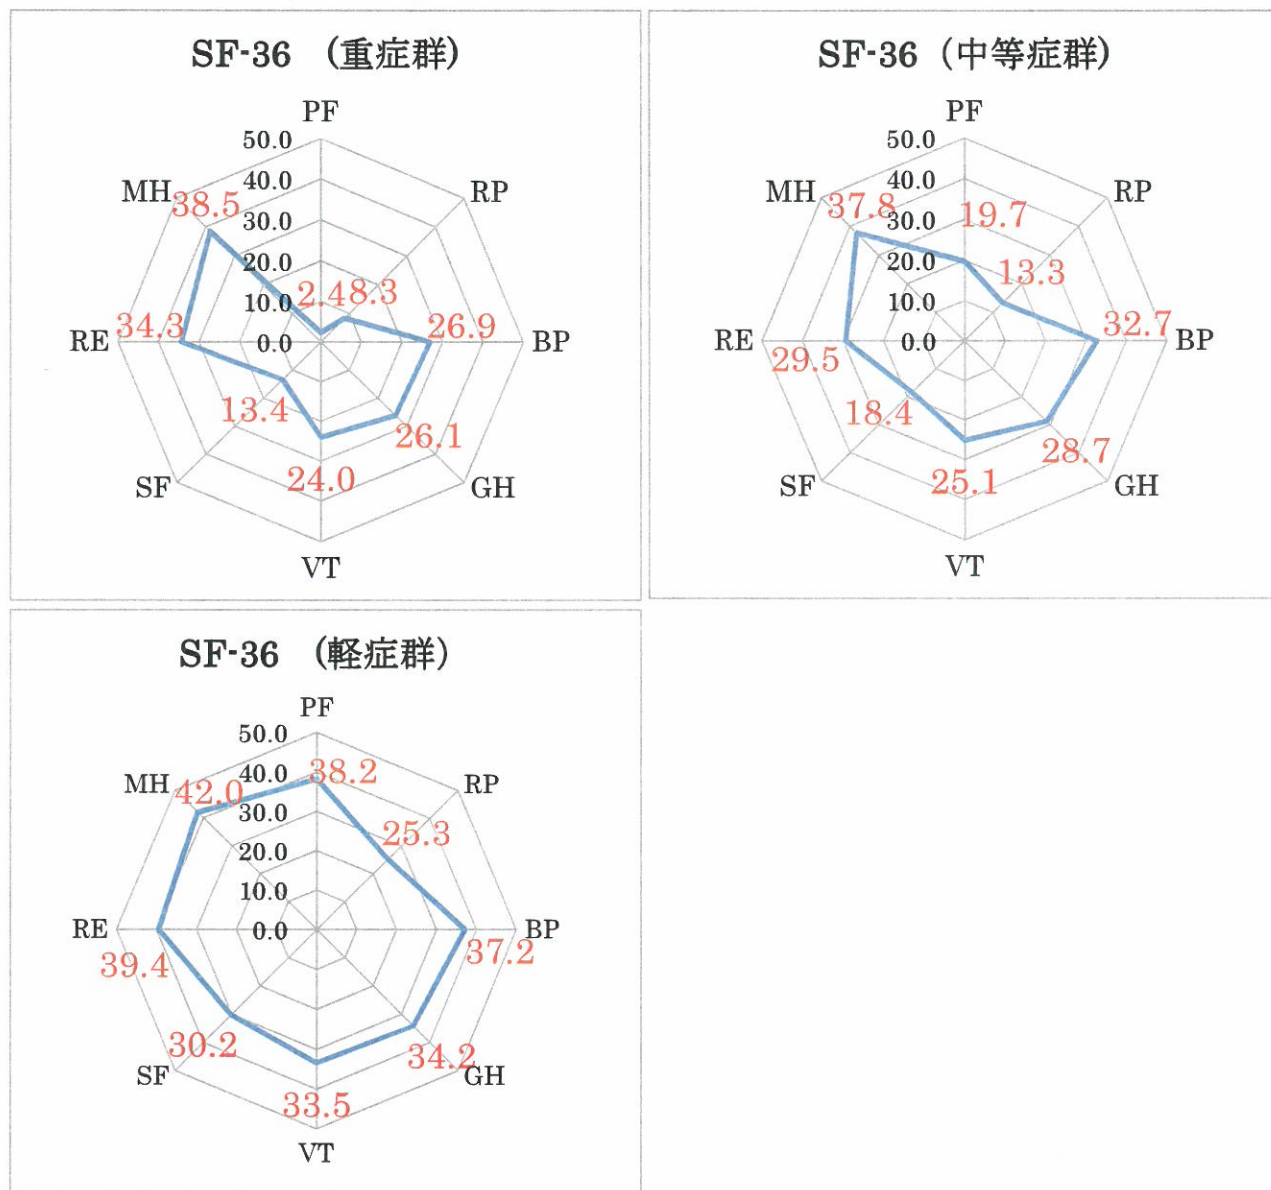 SF-36 (重症群)
PF
50.0
40.0
30.0
20.0
10.0
0.0
RP
BP
GH
VT
SF
RE
MH
2.4
8.3
26.9
26.1
24.0
13.4
34.3
38.5
SF-36 (中等症群)
PF
50.0
40.0
30.0
20.0
10.0
0.0
RP
BP
GH
VT
SF
RE
MH
19.7
13.3
32.7
28.7
25.1
18.4
29.5
37.8
SF-36 (軽症群)
PF
50.0
40.0
30.0
20.0
10.0
0.0
RP
BP
GH
VT
SF
RE
MH
38.2
25.3
37.2
34.2
33.5
30.2
39.4
42.0